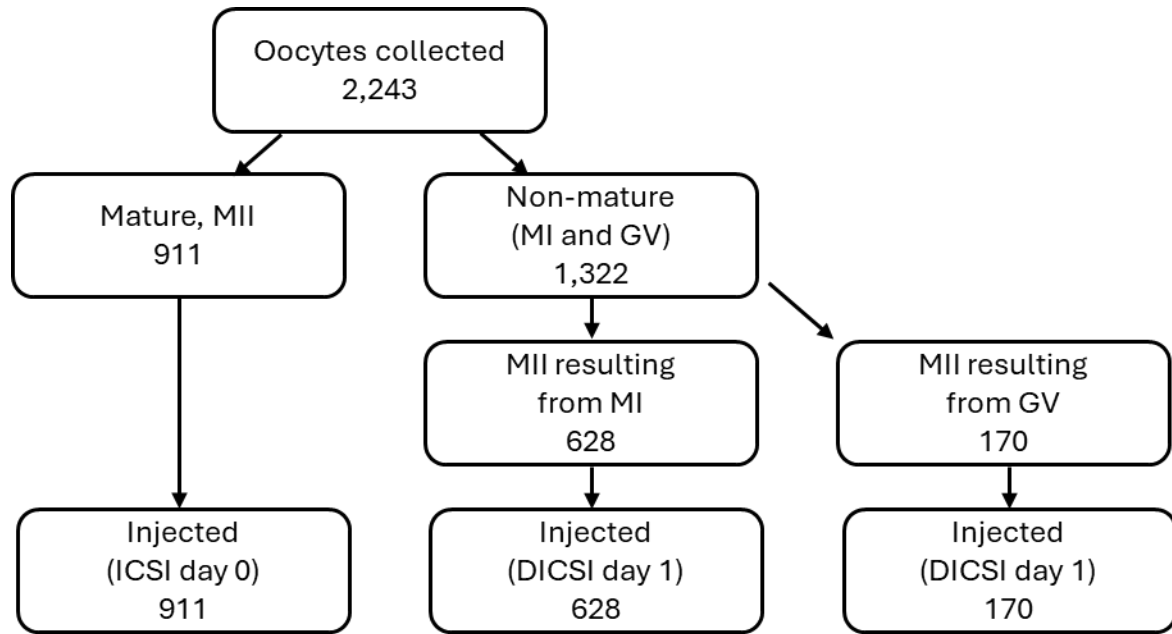 Oocytes collected
2,243
Mature, MII
911
Non-mature
(MI and GV)
1,322
MII resulting
from MI
628
MII resulting
from GV
170
Injected
(ICSI day 0)
911
Injected
(DICSI day 1)
628
Injected
(DICSI day 1)
170